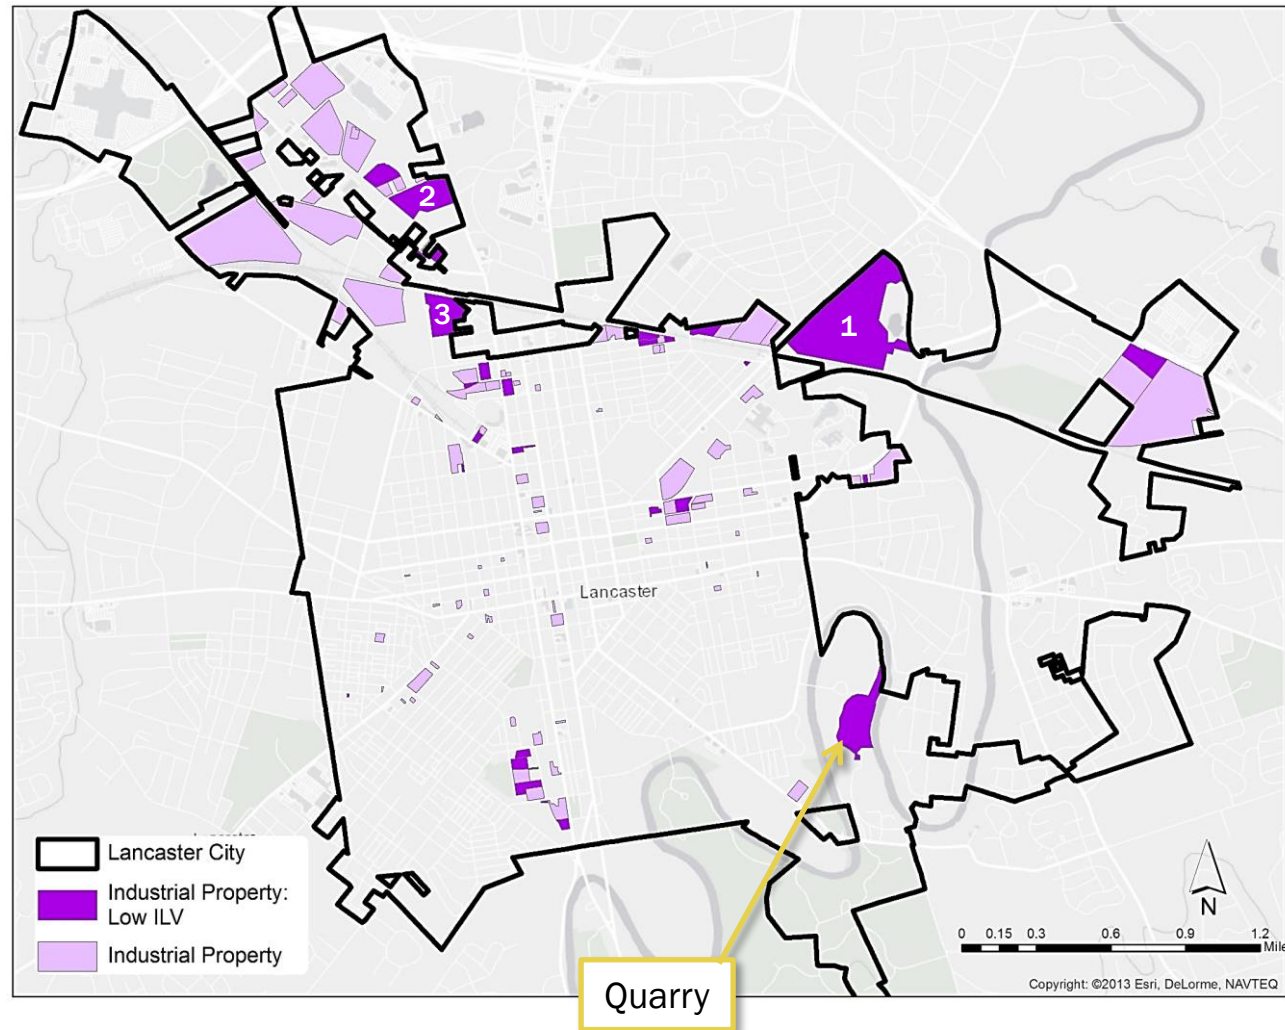 2
3
1
Lancaster
Lancaster City
Industrial Property:
Low ILV
Industrial Property
N
0 0.15 0.3 0.6 0.9 1.2
Mile
Copyright: ©2013 Esri, DeLorme, NAVTEQ
Quarry